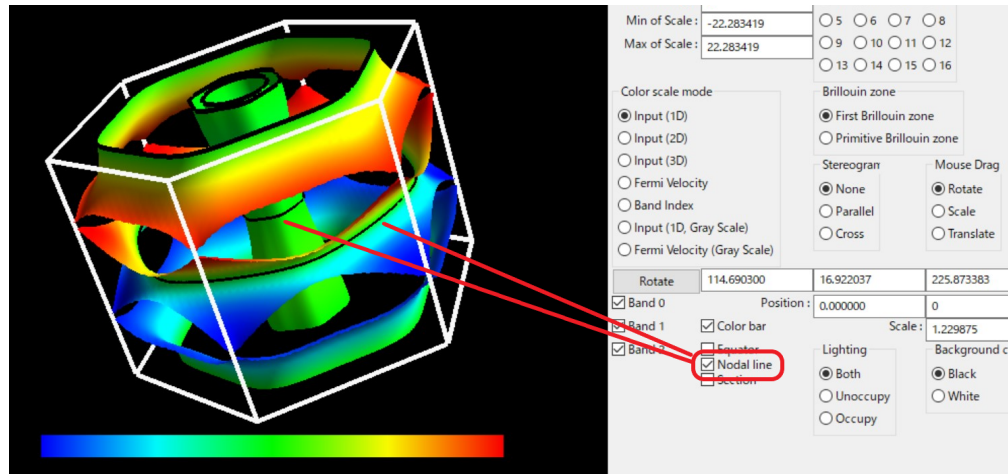 Min of Scale : -22.283419
Max of Scale : 22.283419
5 6 7 8
9 10 11 12
13 14 15 16
Color scale mode
Input (1D)
Input (2D)
Input (3D)
Fermi Velocity
Band Index
Input (1D, Gray Scale)
Fermi Velocity (Gray Scale)
Brillouin zone
First Brillouin zone
Primitive Brillouin zone
Stereogran
None
Parallel
Cross
Mouse Drag
Rotate
Scale
Translate
Rotate 114.690300 16.922037 225.873383
Band 0
Band 1
Band 2
Position : 0.000000 0
Scale : 1.229875
Color bar
Equator
Nodal line
Section
Lighting
Both
Unoccupy
Occupy
Background c
Black
White